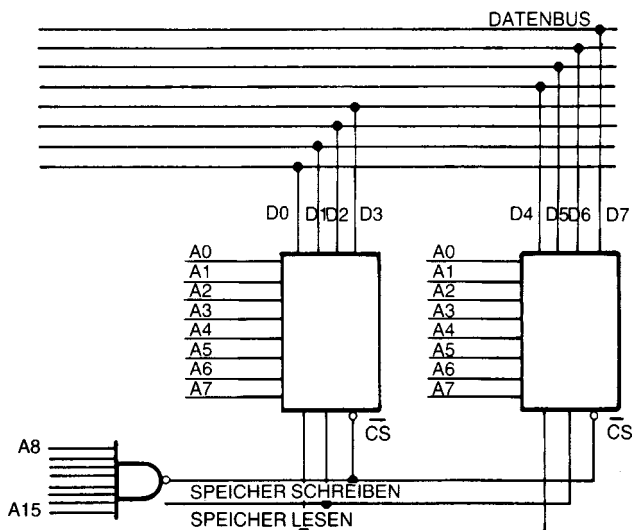 DATENBUS
D0 D1 D2 D3 D4 D5 D6 D7
A0 A0
A1 A1
A2 A2
A3 A3
A4 A4
A5 A5
A6 A6
A7 A7
CS CS
A8
SPEICHER SCHREIBEN
A15
SPEICHER LESEN